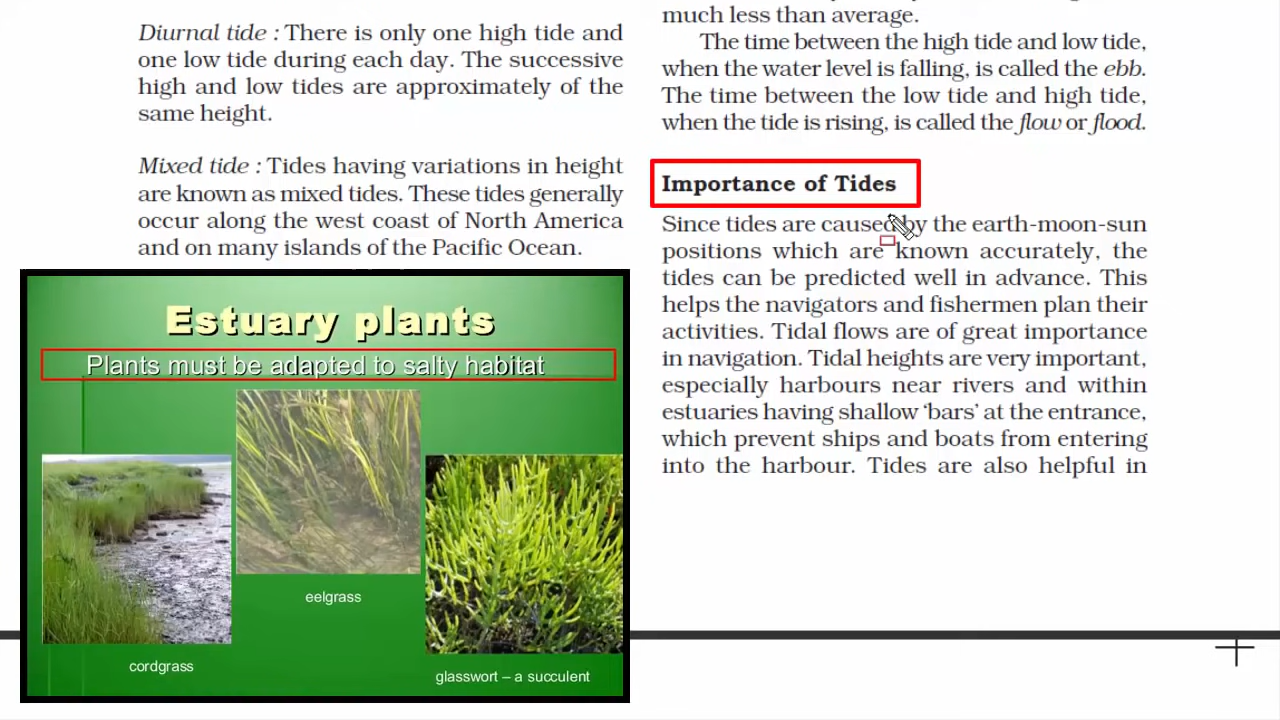 Diurnal tide : There is only one high tide and
one low tide during each day. The successive
high and low tides are approximately of the
same height.
Mixed tide : Tides having variations in height
are known as mixed tides. These tides generally
occur along the west coast of North America
and on many islands of the Pacific Ocean.
Estuary plants
Plants must be adapted to salty habitat
eelgrass
cordgrass
glasswort – a succulent
much less than average.
The time between the high tide and low tide,
when the water level is falling, is called the ebb.
The time between the low tide and high tide,
when the tide is rising, is called the flow or flood.
Importance of Tides
Since tides are caused by the earth-moon-sun
positions which are known accurately, the
tides can be predicted well in advance. This
helps the navigators and fishermen plan their
activities. Tidal flows are of great importance
in navigation. Tidal heights are very important,
especially harbours near rivers and within
estuaries having shallow ‘bars’ at the entrance,
which prevent ships and boats from entering
into the harbour. Tides are also helpful in